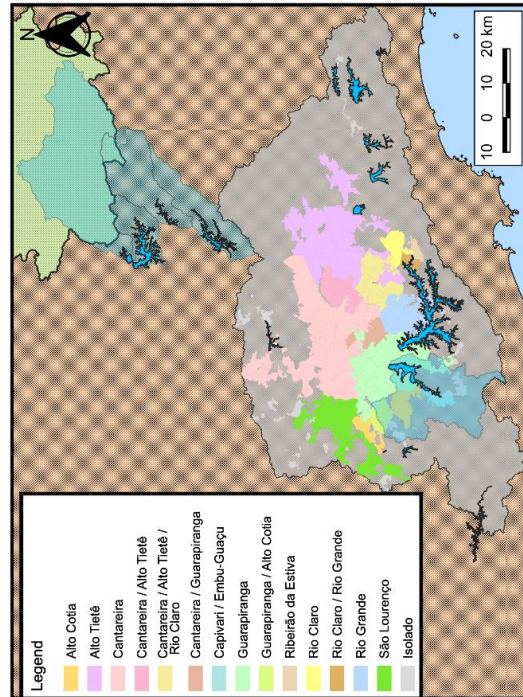 N
Legend
Alto Cotia
Alto Tietê
Cantareira
Cantareira / Alto Tietê
Cantareira / Alto Tietê /
Rio Claro
Cantareira / Guarapiranga
Capivari / Embu-Guaçu
Guarapiranga
Guarapiranga / Alto Cotia
Ribeirão da Estiva
Rio Claro
Rio Claro / Rio Grande
Rio Grande
São Lourenço
Isolado
10 0 10 20 km